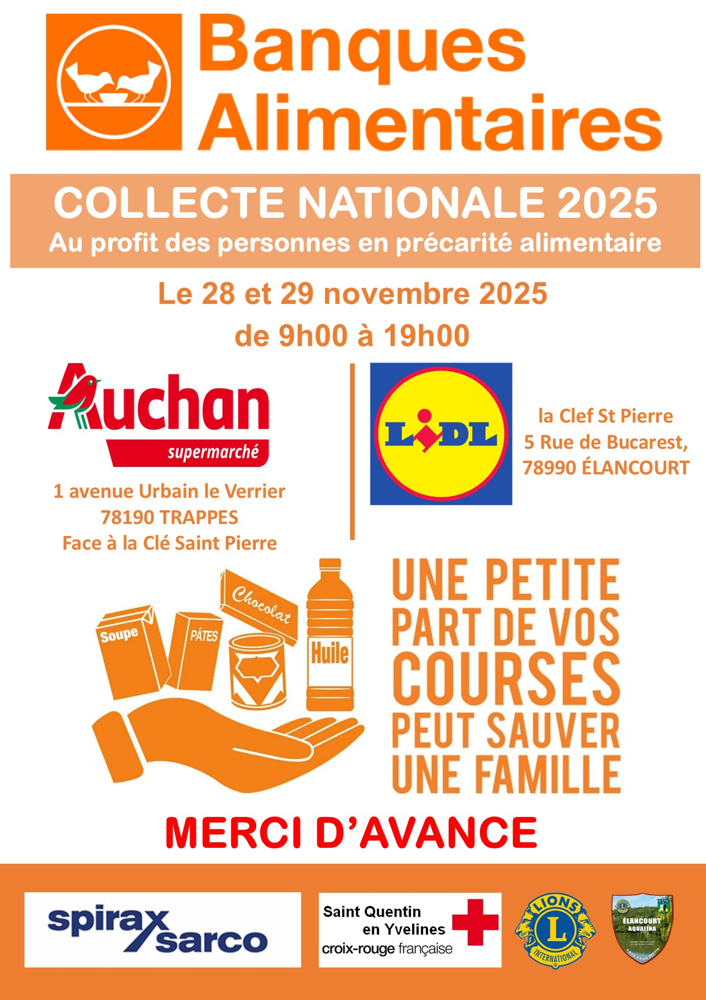 Banques
Alimentaires
COLLECTE NATIONALE 2025
Au profit des personnes en précarité alimentaire
Le 28 et 29 novembre 2025
de 9h00 à 19h00
Auchan
supermarché
1 avenue Urbain le Verrier
78190 TRAPPES
Face à la Clé Saint Pierre
LiDL
la Clef St Pierre
5 Rue de Bucarest,
78990 ÉLANCOURT
Soupe
PÂTES
Chocolat
Huile
UNE PETITE
PART DE VOS
COURSES
PEUT SAUVER
UNE FAMILLE
MERCI D’AVANCE
spirax
sarco
Saint Quentin
en Yvelines
croix-rouge française
LIONS
L
INTERNATIONAL
®
ÉLANCOURT
AQUALINA